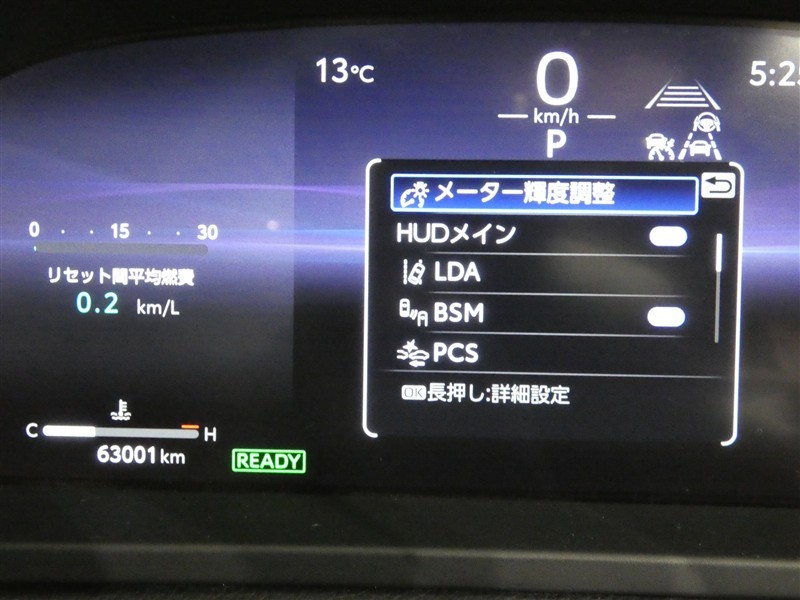 13℃
0
km/h
P
5:25
メーター輝度調整
HUDメイン
LDA
BSM
PCS
OK長押し:詳細設定
0 15 30
リセット間平均燃費
0.2 km/L
C H
63001km
READY